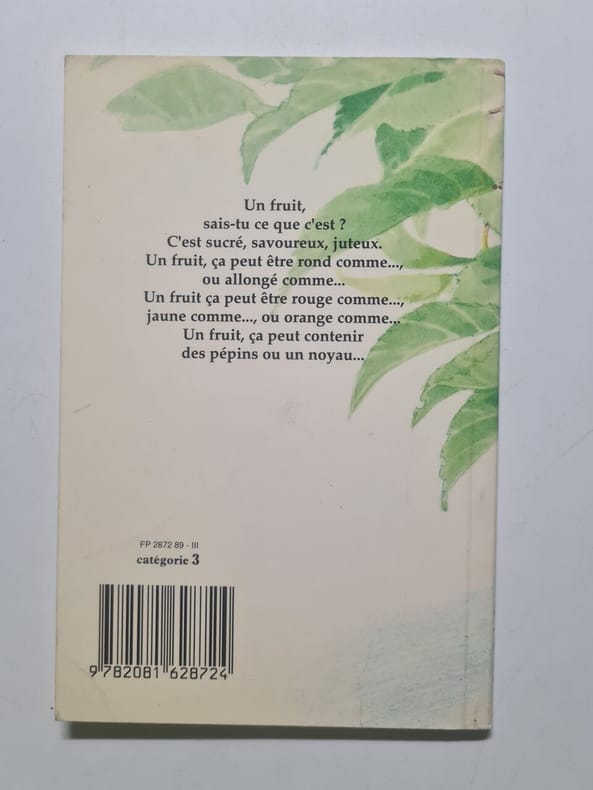 Un fruit,
sais-tu ce que c'est ?
C'est sucré, savoureux, juteux.
Un fruit, ça peut être rond comme...,
ou allongé comme...
Un fruit ça peut être rouge comme...,
jaune comme..., ou orange comme...
Un fruit, ça peut contenir
des pépins ou un noyau...
FP 2872 89 - III
catégorie 3
9 782081 628724